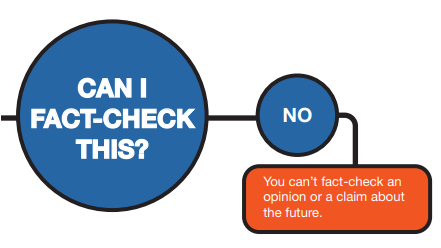 CAN I
FACT-CHECK
THIS?
NO
You can't fact-check an
opinion or a claim about
the future.